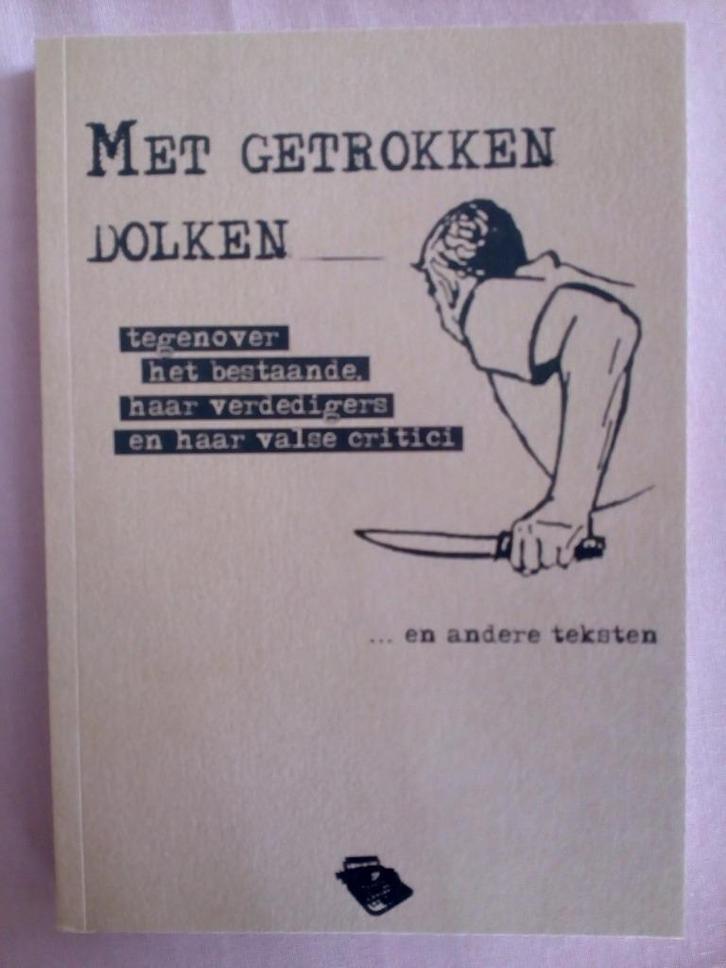 MET GETROKKEN
DOLKEN
tegenover
het bestaande,
haar verdedigers
en haar valse critici
... en andere teksten